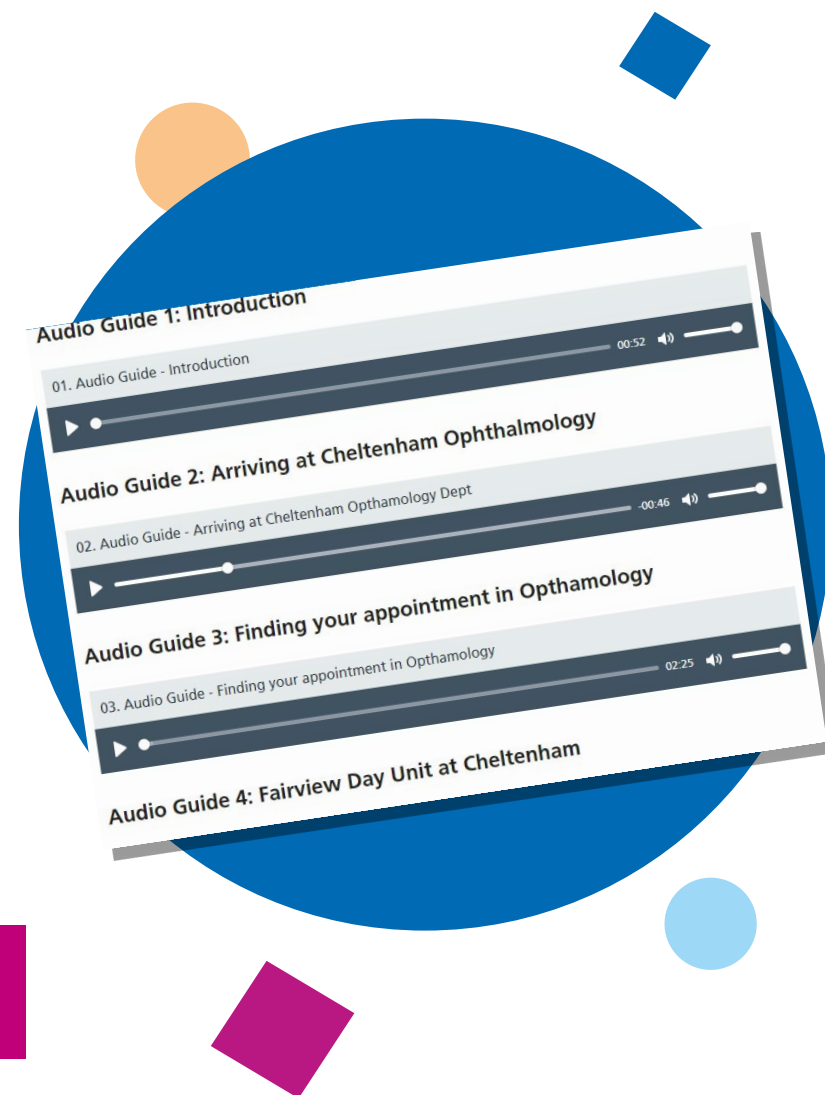 Audio Guide 1: Introduction
01. Audio Guide - Introduction
00:52
Audio Guide 2: Arriving at Cheltenham Ophthalmology
02. Audio Guide - Arriving at Cheltenham Opthamology Dept
-00:46
Audio Guide 3: Finding your appointment in Opthamology
03. Audio Guide - Finding your appointment in Opthamology
02:25
Audio Guide 4: Fairview Day Unit at Cheltenham